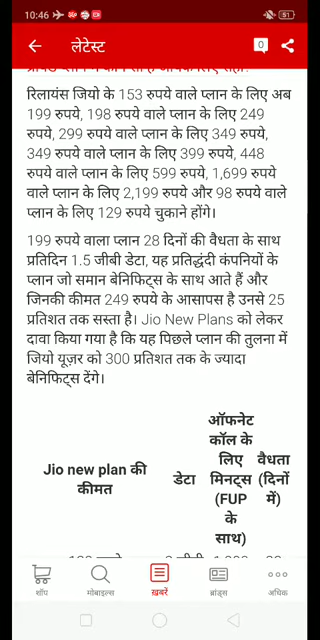 10:46
51
लेटेस्ट
0
रिलायंस जियो के 153 रुपये वाले प्लान के लिए अब
199 रुपये, 198 रुपये वाले प्लान के लिए 249
रुपये, 299 रुपये वाले प्लान के लिए 349 रुपये,
349 रुपये वाले प्लान के लिए 399 रुपये, 448
रुपये वाले प्लान के लिए 599 रुपये, 1,699 रुपये
वाले प्लान के लिए 2,199 रुपये और 98 रुपये वाले
प्लान के लिए 129 रुपये चुकाने होंगे।
199 रुपये वाला प्लान 28 दिनों की वैधता के साथ
प्रतिदिन 1.5 जीबी डेटा, यह प्रतिद्धंदी कंपनियों के
प्लान जो समान बेनिफिट्स के साथ आते हैं और
जिनकी कीमत 249 रुपये के आसापस है उनसे 25
प्रतिशत तक सस्ता है। Jio New Plans को लेकर
दावा किया गया है कि यह पिछले प्लान की तुलना में
जियो यूज़र को 300 प्रतिशत तक के ज्यादा
बेनिफिट्स देंगे।
Jio new plan की
कीमत
डेटा
ऑफनेट
कॉल के
लिए
मिनट्स
(FUP
के
साथ)
वैधता
(दिनों
में)
शॉप
मोबाइल्स
ख़बरें
ब्रांड्स
अधिक